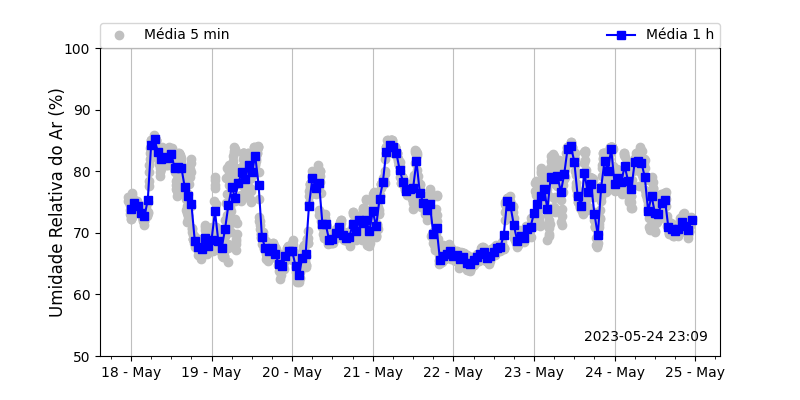 Média 5 min
Média 1 h
Umidade Relativa do Ar (%)
100
90
80
70
60
50
2023-05-24 23:09
18 - May
19 - May
20 - May
21 - May
22 - May
23 - May
24 - May
25 - May